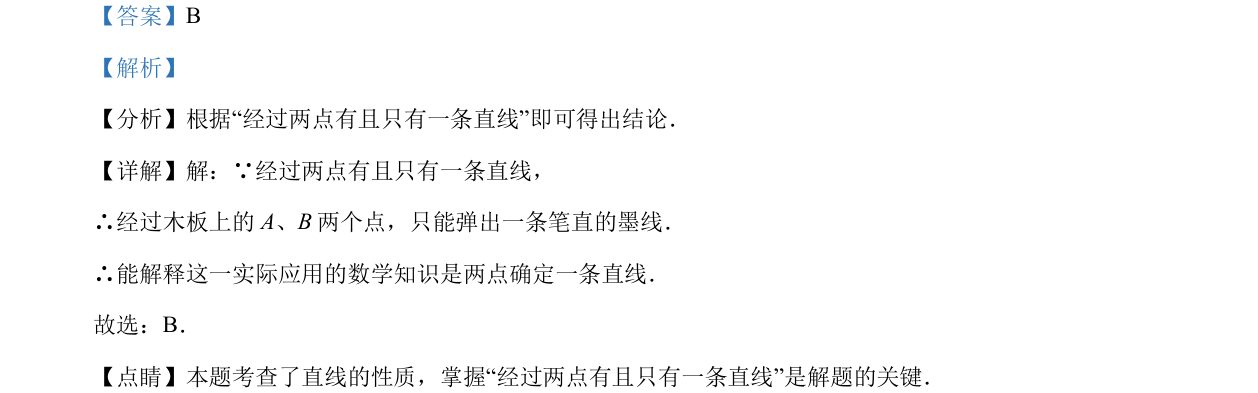 【答案】B
【解析】
【分析】根据“经过两点有且只有一条直线”即可得出结论．
【详解】解：∵经过两点有且只有一条直线，
∴经过木板上的 A、B 两个点，只能弹出一条笔直的墨线．
∴能解释这一实际应用的数学知识是两点确定一条直线．
故选：B．
【点睛】本题考查了直线的性质，掌握“经过两点有且只有一条直线”是解题的关键．